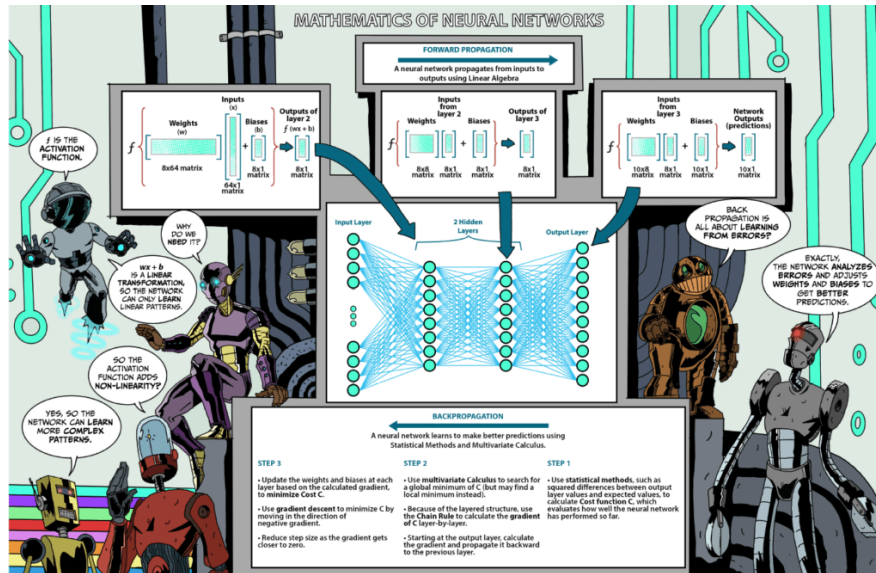 MATHEMATICS OF NEURAL NETWORKS
FORWARD PROPAGATION
A neural network propagates from inputs to
outputs using Linear Algebra
Weights
(w)
Inputs
(x)
Biases
(b)
Outputs of
layer 2
f (wx + b)
f
+
8x64 matrix
64x1
matrix
8x1
matrix
8x1
matrix
Weights
Inputs
from
layer 2
Biases
Outputs of
layer 3
f
+
8x8
matrix
8x1
matrix
8x1
matrix
8x1
matrix
Weights
Inputs
from
layer 3
Biases
Network
Outputs
(predictions)
f
+
10x8
matrix
8x1
matrix
10x1
matrix
10x1
matrix
f IS THE
ACTIVATION
FUNCTION.
WHY
DO WE
NEED IT?
wx + b
IS A LINEAR
TRANSFORMATION,
SO THE NETWORK
CAN ONLY LEARN
LINEAR PATTERNS.
SO THE
ACTIVATION
FUNCTION ADDS
NON-LINEARITY?
YES, SO THE
NETWORK CAN LEARN
MORE COMPLEX
PATTERNS.
Input Layer
2 Hidden
Layers
Output Layer
BACK
PROPAGATION IS
ALL ABOUT LEARNING
FROM ERRORS?
EXACTLY,
THE NETWORK ANALYZES
ERRORS AND ADJUSTS
WEIGHTS AND BIASES TO
GET BETTER
PREDICTIONS.
BACKPROPAGATION
A neural network learns to make better predictions using
Statistical Methods and Multivariate Calculus.
STEP 3
• Update the weights and biases at each
layer based on the calculated gradient, to
minimize Cost C.
• Use gradient descent to minimize C by
moving in the direction of
negative gradient.
• Reduce step size as the gradient gets
closer to zero.
STEP 2
• Use multivariate Calculus to search for
a global minimum of C (but may find a
local minimum instead).
• Because of the layered structure, use
the Chain Rule to calculate the gradient
of C layer-by-layer.
• Starting at the output layer, calculate
the gradient and propagate it backward
to the previous layer.
STEP 1
• Use statistical methods, such as
squared differences between output
layer values and expected values, to
calculate Cost function C, which
evaluates how well the neural network
has performed so far.